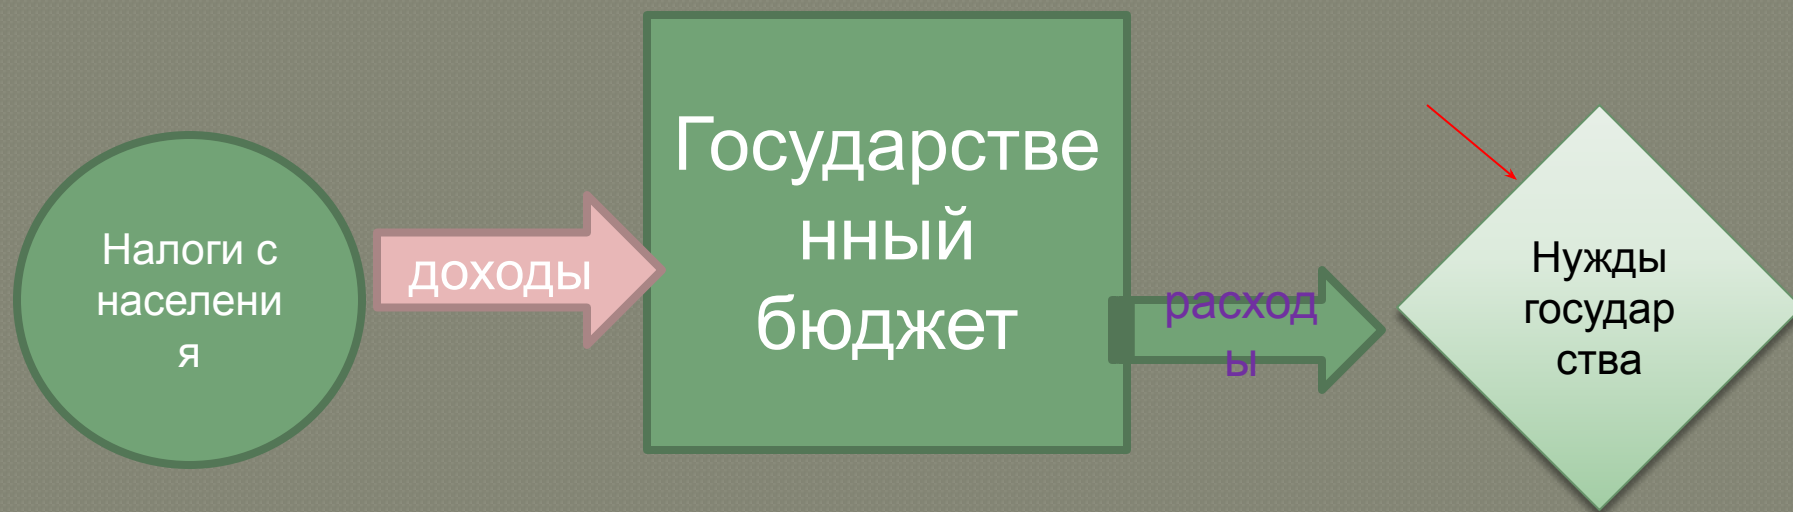 Налоги с
населени
я
доходы
Государстве
нный
бюджет
расход
ы
Нужды
государ
ства